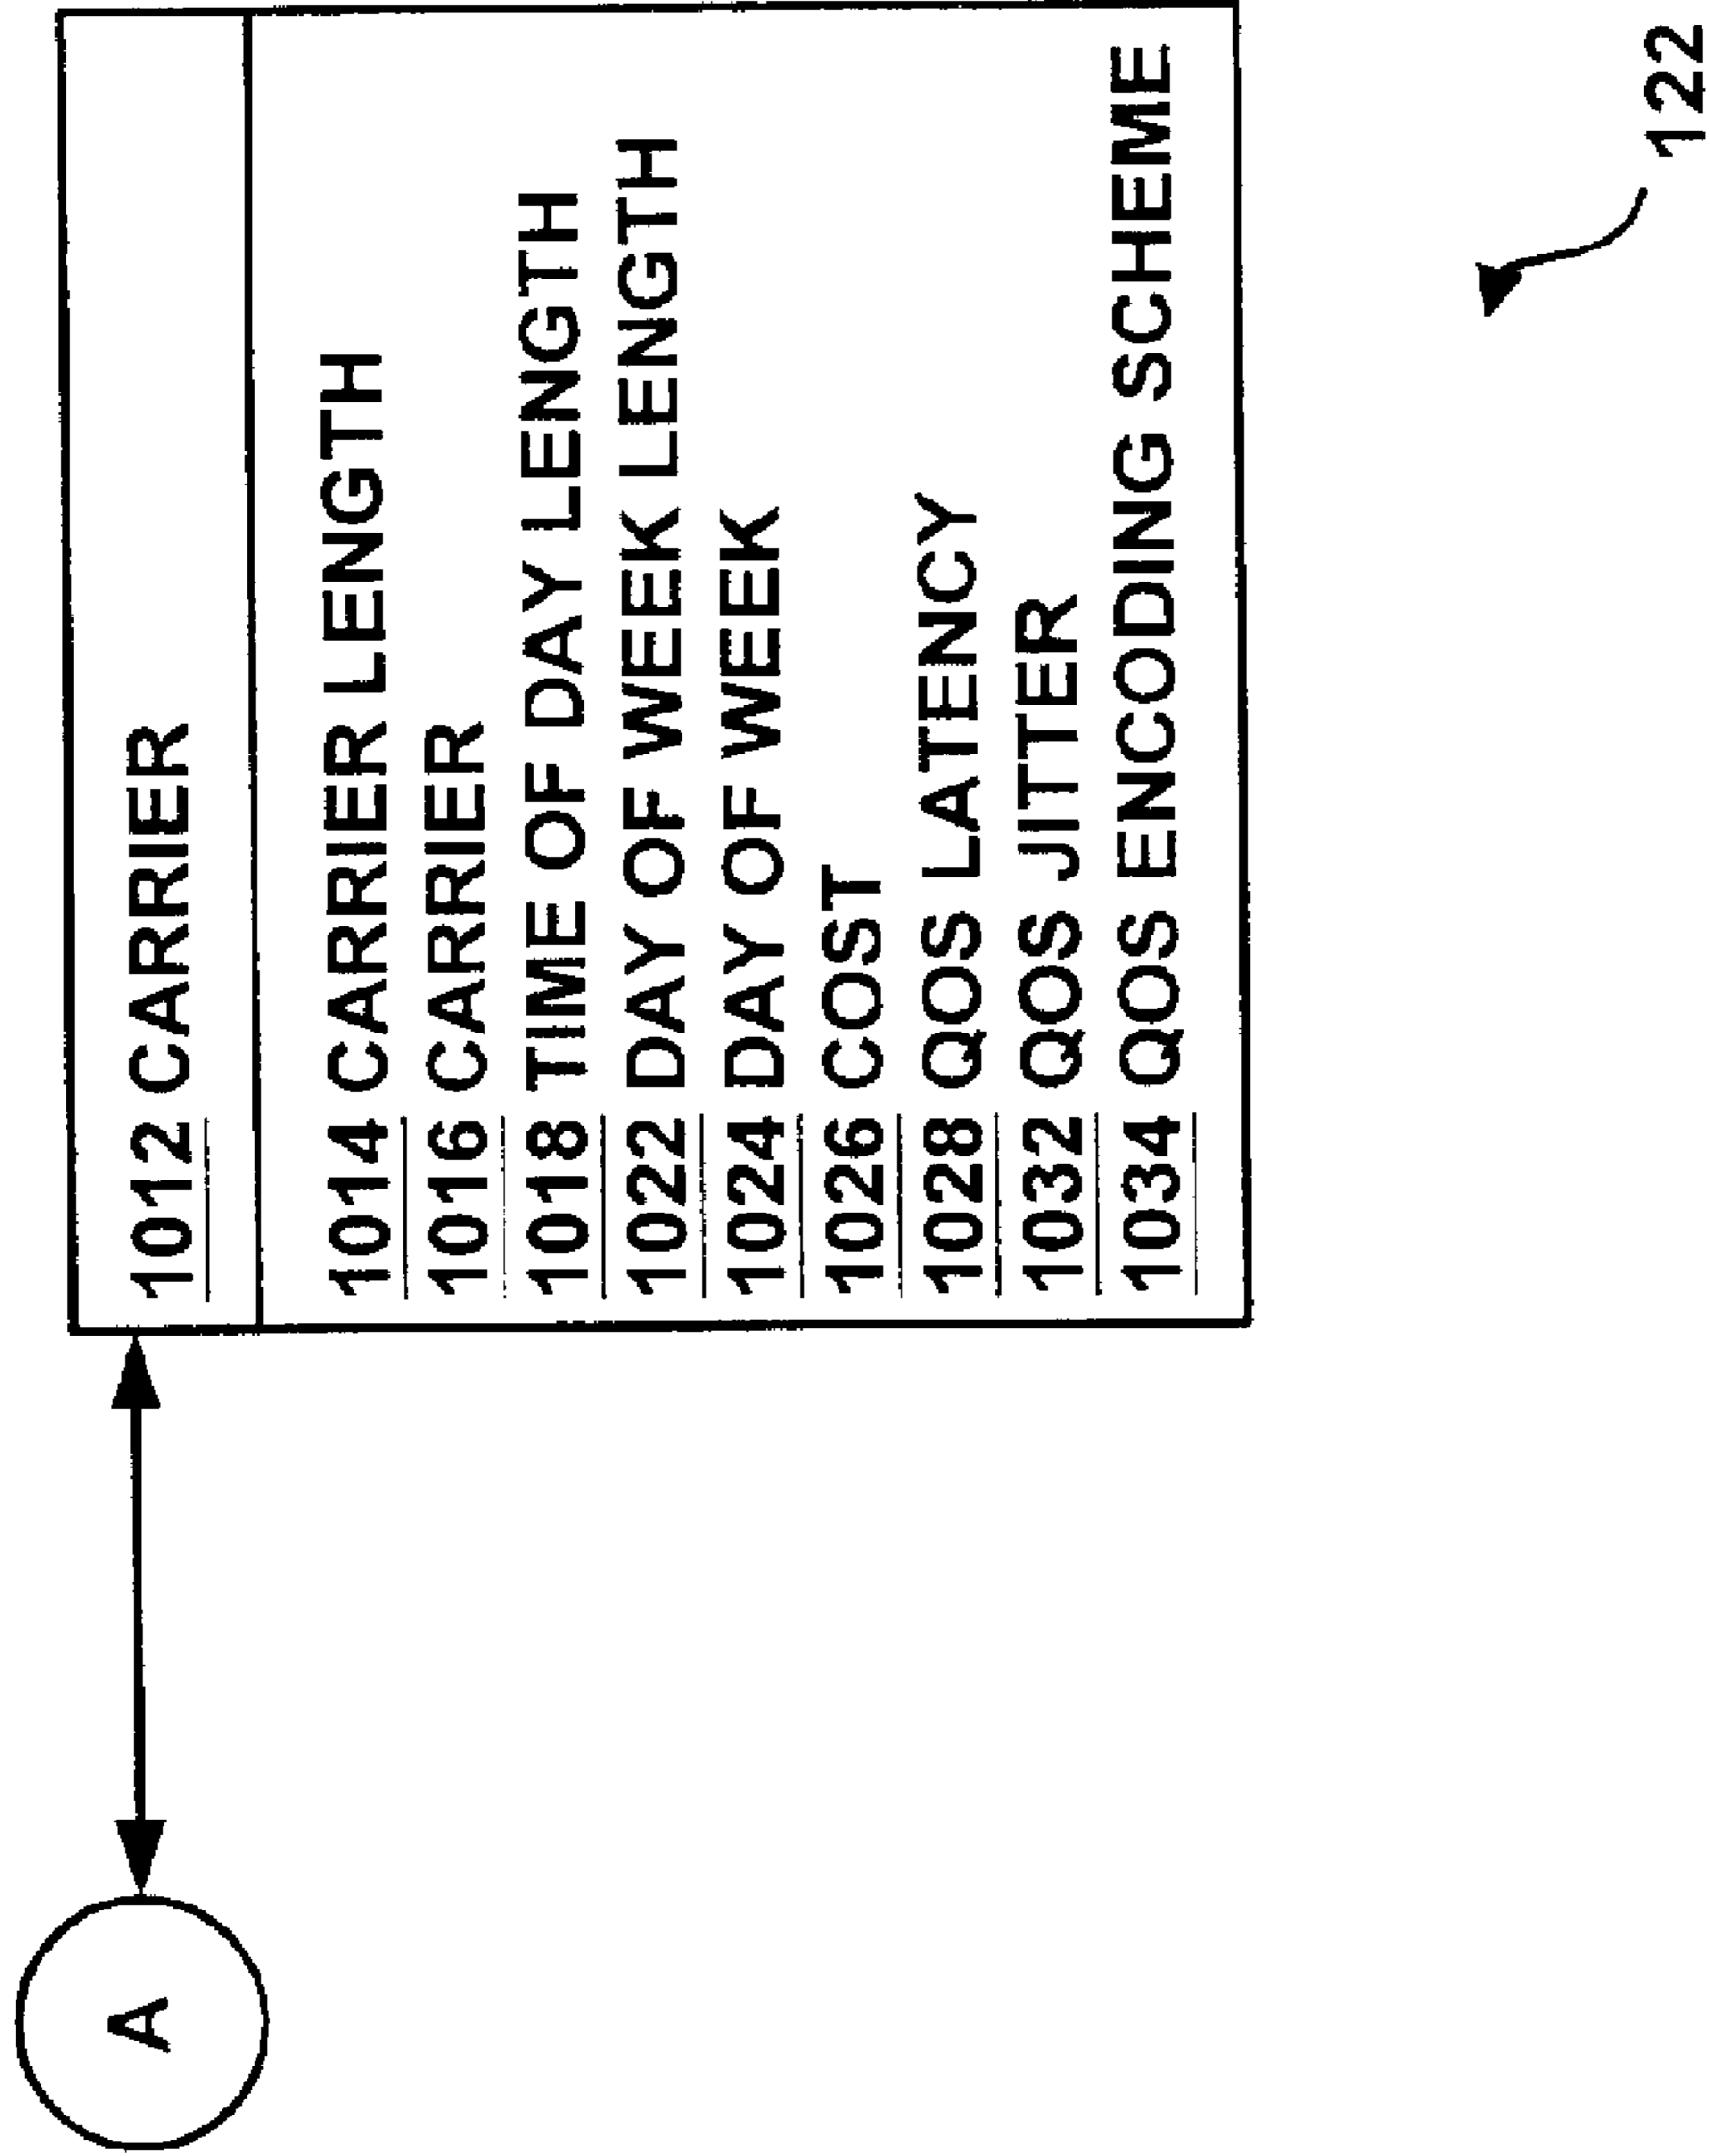 A
1012 CARRIER
1014 CARRIER LENGTH
1016 CARRIER
1018 TIME OF DAY LENGTH
1022 DAY OF WEEK LENGTH
1024 DAY OF WEEK
1026 COST
1028 QOS LATENCY
1032 QOS JITTER
1034 QOS ENCODING SCHEME
122